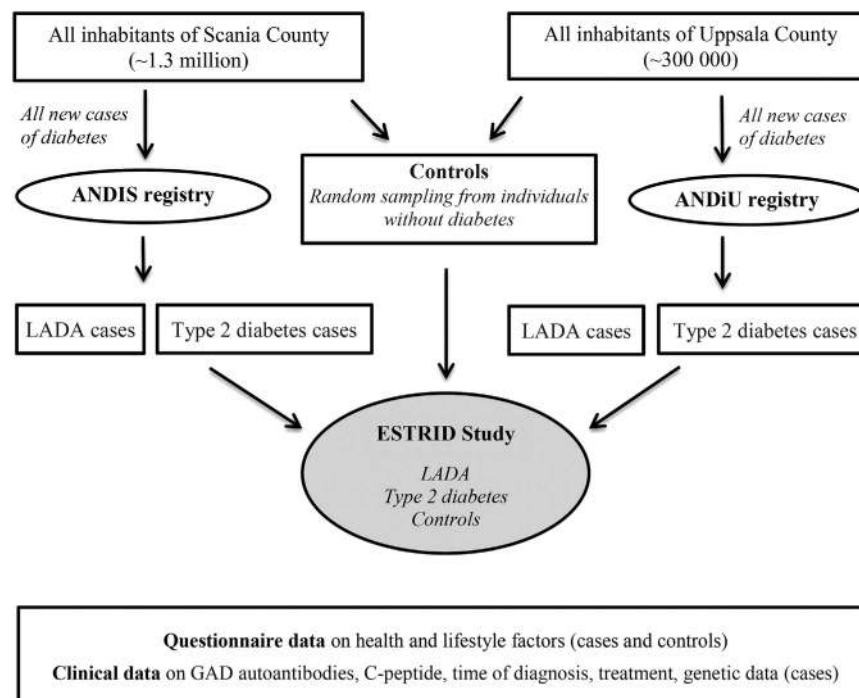 All inhabitants of Scania County
(~1.3 million)
All inhabitants of Uppsala County
(~300 000)
All new cases
of diabetes
All new cases
of diabetes
Controls
Random sampling from individuals
without diabetes
ANDIS registry
ANDiU registry
LADA cases
Type 2 diabetes cases
LADA cases
Type 2 diabetes cases
ESTRID Study
LADA
Type 2 diabetes
Controls
Questionnaire data on health and lifestyle factors (cases and controls)
Clinical data on GAD autoantibodies, C-peptide, time of diagnosis, treatment, genetic data (cases)